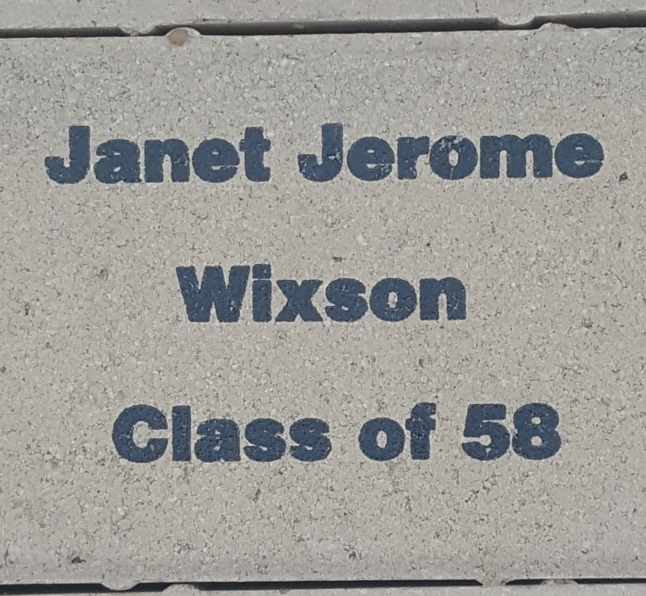 Janet Jerome
Wixson
Class of 58